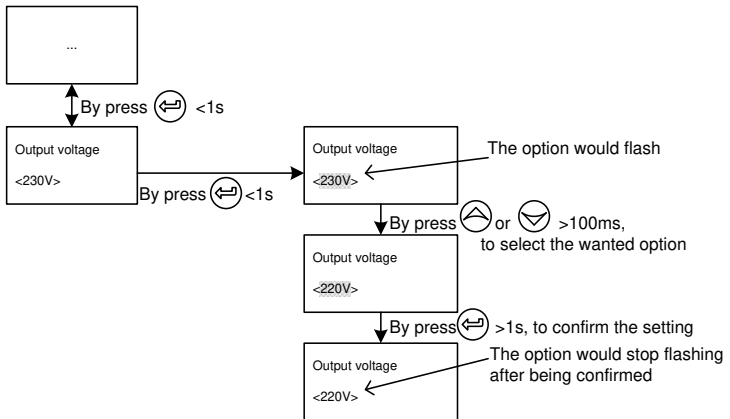 ...
By press <1s
Output voltage
<230V>
By press <1s
Output voltage
<230V>
The option would flash
By press or >100ms,
to select the wanted option
Output voltage
<220V>
By press >1s, to confirm the setting
Output voltage
<220V>
The option would stop flashing
after being confirmed